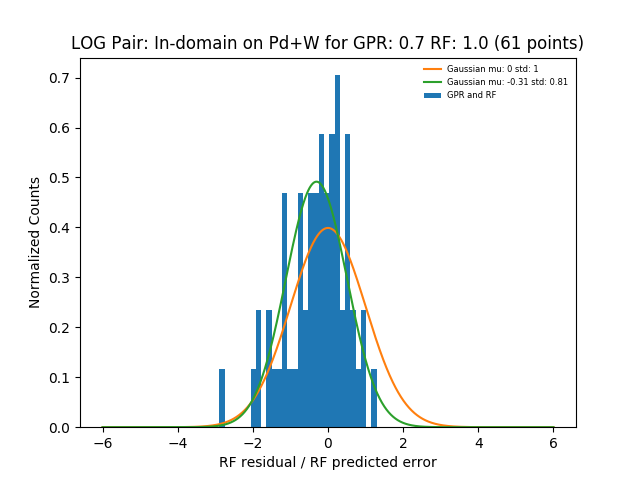 LOG Pair: In-domain on Pd+W for GPR: 0.7 RF: 1.0 (61 points)
Gaussian mu: 0 std: 1
Gaussian mu: -0.31 std: 0.81
GPR and RF
Normalized Counts
0.7
0.6
0.5
0.4
0.3
0.2
0.1
0.0
−6
−4
−2
0
2
4
6
RF residual / RF predicted error